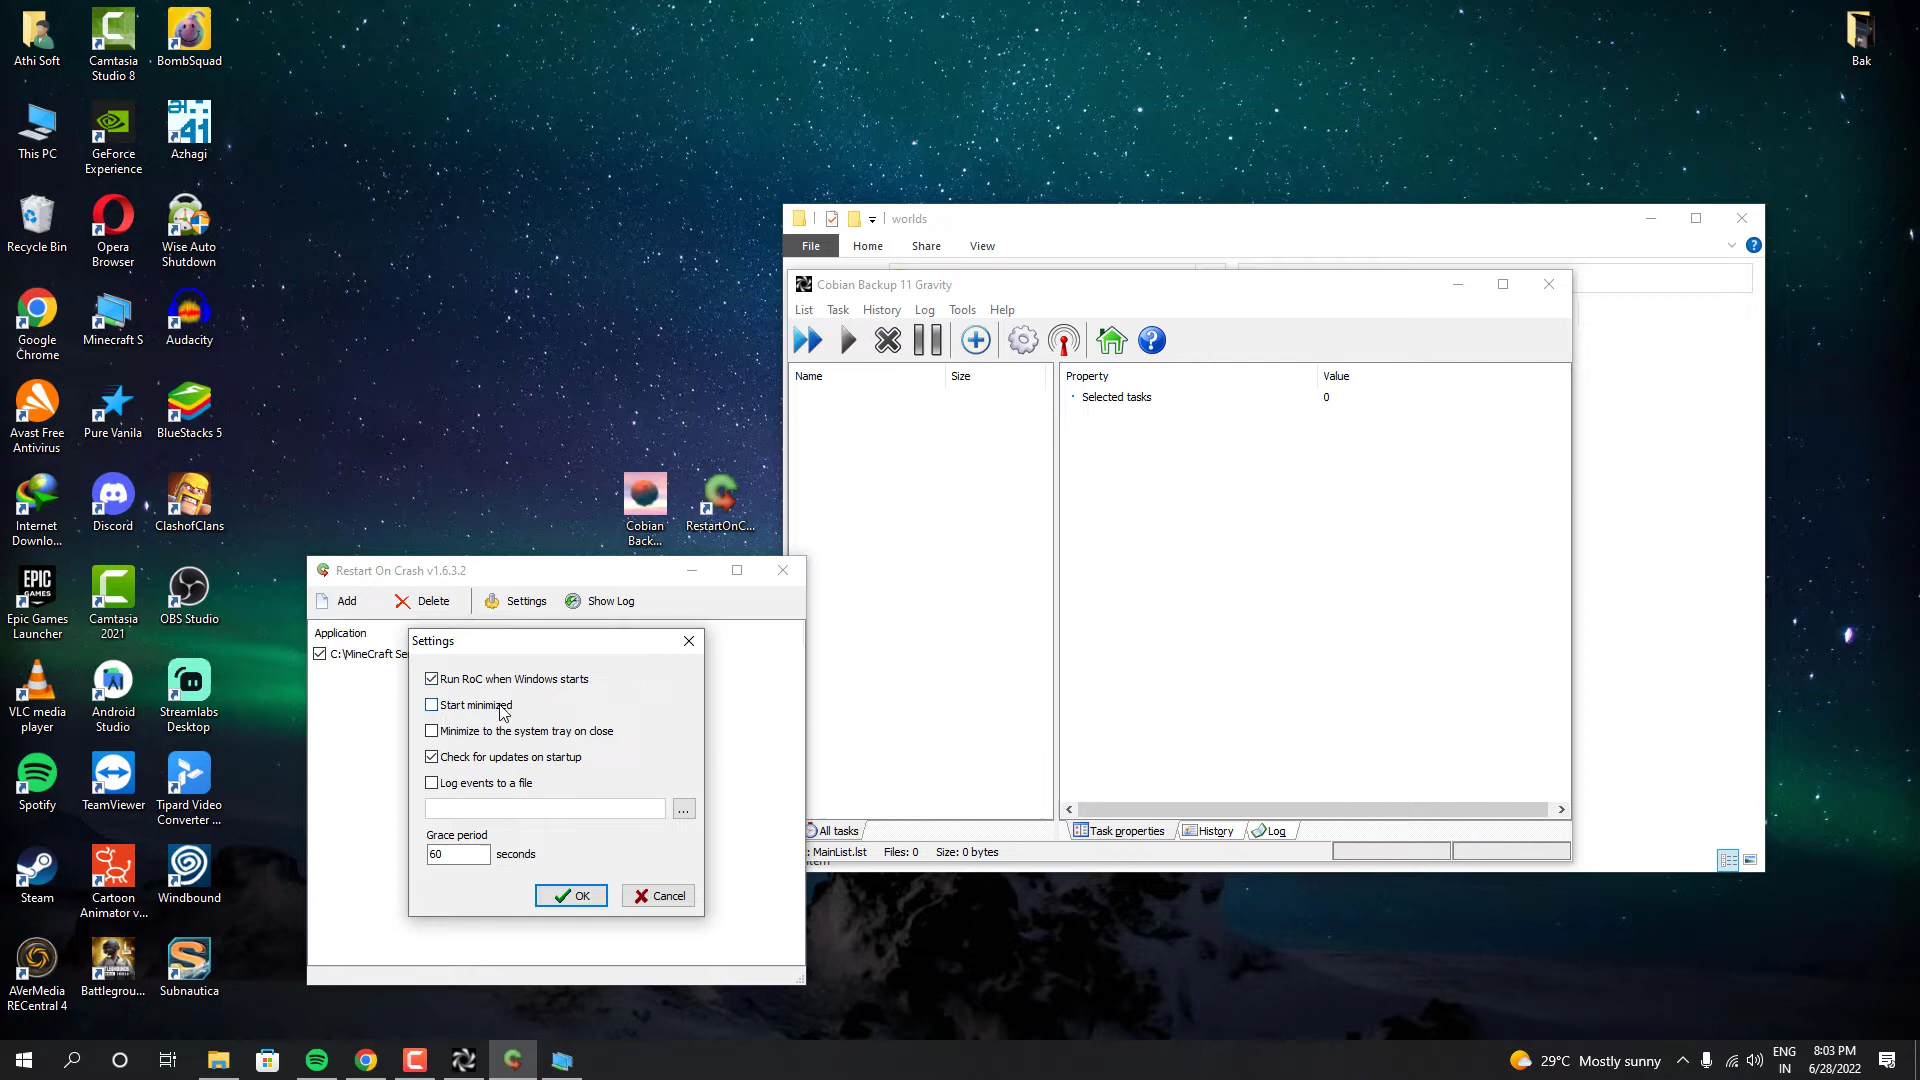 Athi Soft
Camtasia
Studio 8
BombSquad
Bak
This PC
GeForce
Experience
Azhagi
Recycle Bin
Opera
Browser
Wise Auto
Shutdown
Google
Chrome
Minecraft S
Audacity
Avast Free
Antivirus
Pure Vanila
BlueStacks 5
Internet
Downlo...
Discord
ClashofClans
Epic Games
Launcher
Camtasia
2021
OBS Studio
VLC media
player
Android
Studio
Streamlabs
Desktop
Spotify
TeamViewer
Tipard Video
Converter ...
Steam
Cartoon
Animator v...
Windbound
AVerMedia
RECentral 4
Battlegrou...
Subnautica
Cobian
Back...
RestartOnC...
worlds
File Home Share View
Cobian Backup 11 Gravity
List Task History Log Tools Help
Name Size
Property Value
Selected tasks 0
All tasks
Task properties History Log
: MainList.lst Files: 0 Size: 0 bytes
Restart On Crash v1.6.3.2
Add Delete Settings Show Log
Application
C:\MineCraft Se
Settings
Run RoC when Windows starts
Start minimized
Minimize to the system tray on close
Check for updates on startup
Log events to a file
...
Grace period
60 seconds
OK Cancel
29°C Mostly sunny
ENG
IN
8:03 PM
6/28/2022